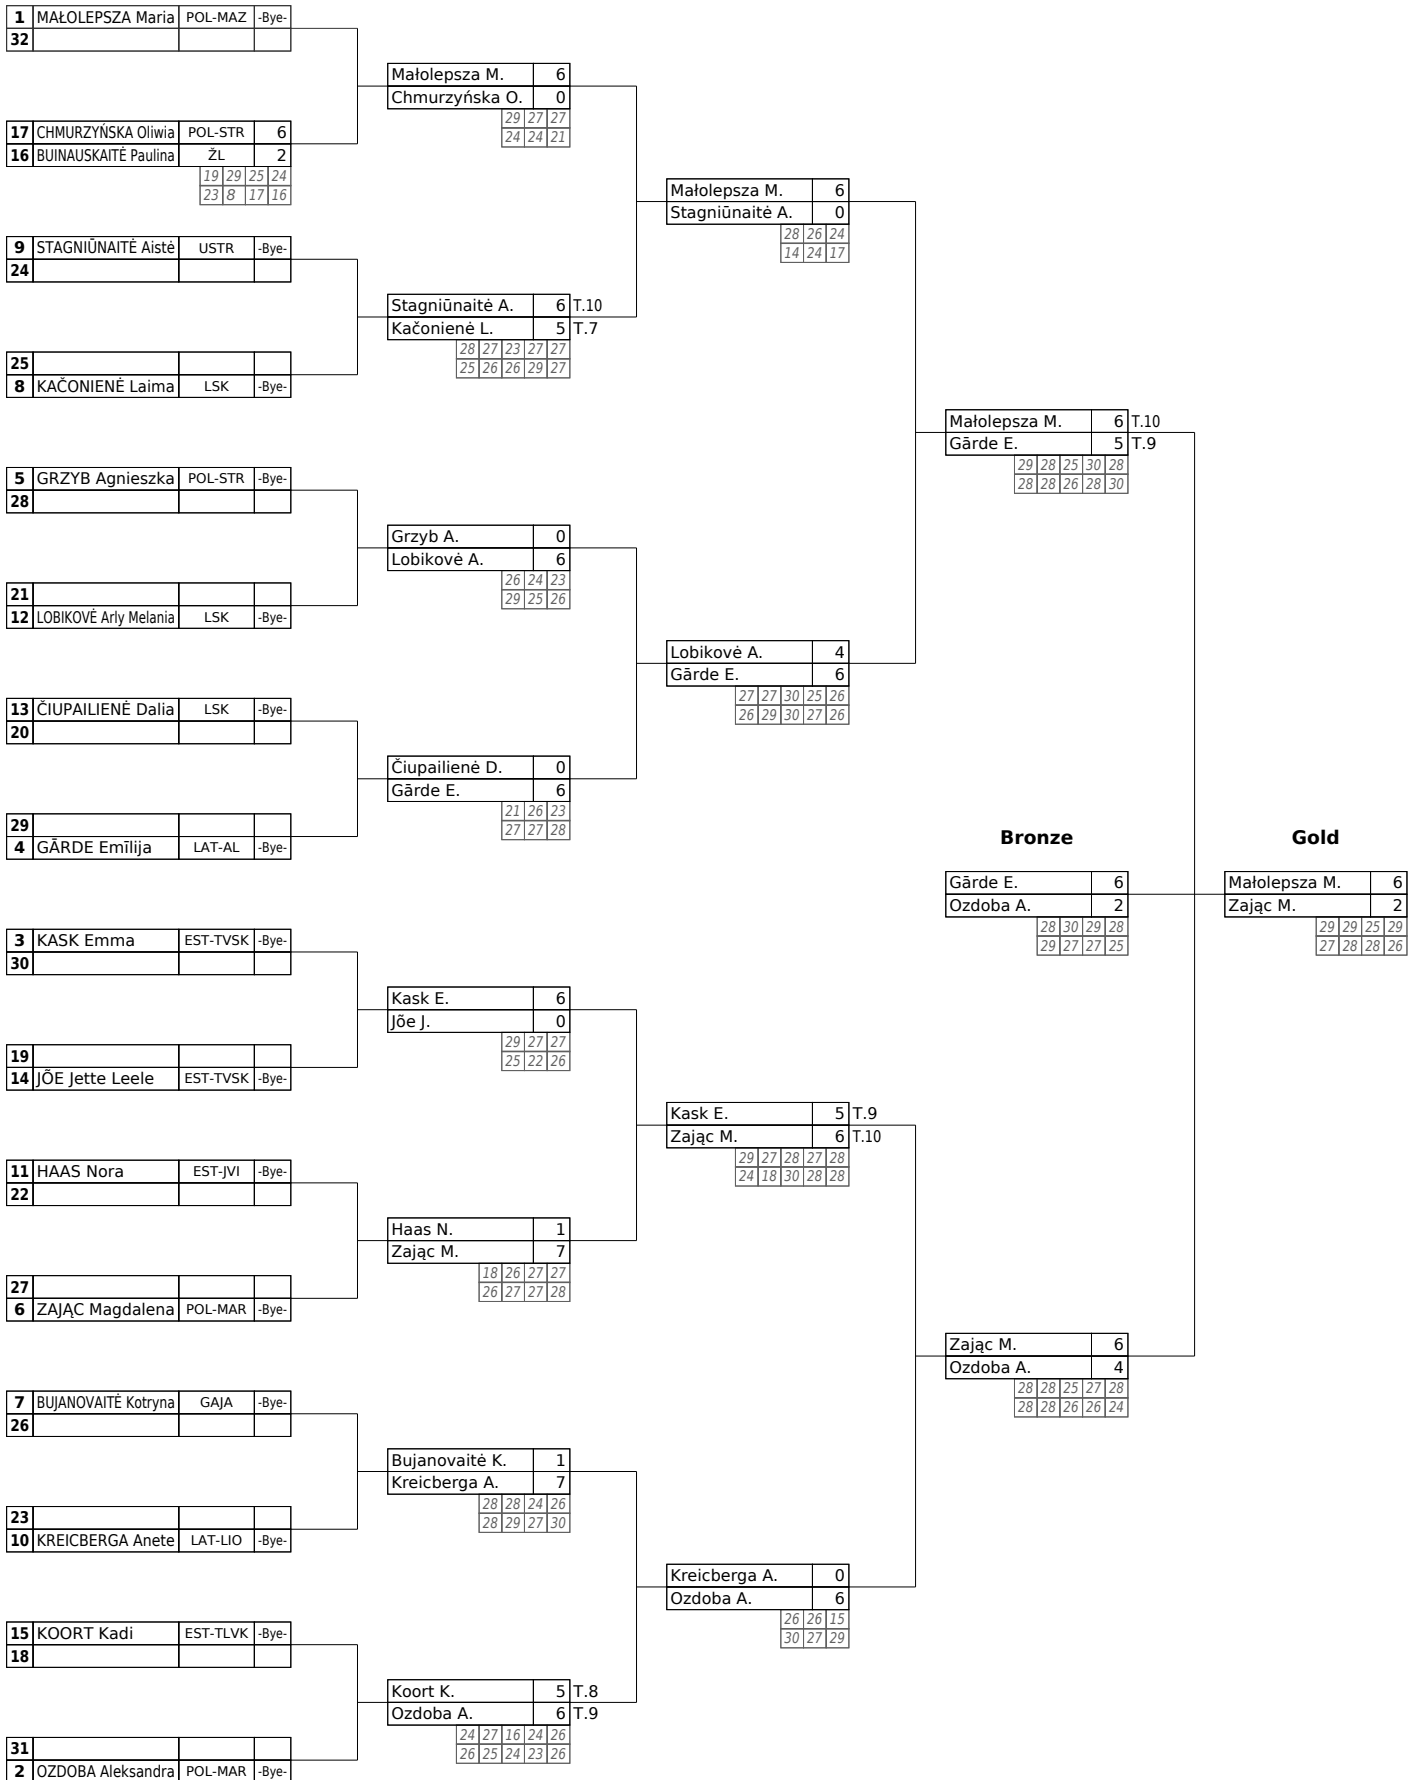 1 MAŁOLEPSZA Maria POL-MAZ -Bye-
32
Małolepsza M. 6
Chmurzyńska O. 0
29 27 27
24 24 21
17 CHMURZYŃSKA Oliwia POL-STR 6
16 BUINAUSKAITĖ Paulina ŽL 2
19 29 25 24
23 8 17 16
Małolepsza M. 6
Stagniūnaitė A. 0
28 26 24
14 24 17
9 STAGNIŪNAITĖ Aistė USTR -Bye-
24
Stagniūnaitė A. 6 T.10
Kačonienė L. 5 T.7
28 27 23 27 27
25 26 26 29 27
25
8 KAČONIENĖ Laima LSK -Bye-
Małolepsza M. 6 T.10
Gārde E. 5 T.9
29 28 25 30 28
28 28 26 28 30
5 GRZYB Agnieszka POL-STR -Bye-
28
Grzyb A. 0
Lobikovė A. 6
26 24 23
29 25 26
21
12 LOBIKOVĖ Arly Melania LSK -Bye-
Lobikovė A. 4
Gārde E. 6
27 27 30 25 26
26 29 30 27 26
13 ČIUPAILIENĖ Dalia LSK -Bye-
20
Čiupailienė D. 0
Gārde E. 6
21 26 23
27 27 28
29
4 GĀRDE Emīlija LAT-AL -Bye-
Bronze Gold
Gārde E. 6
Ozdoba A. 2
28 30 29 28
29 27 27 25
Małolepsza M. 6
Zając M. 2
29 29 25 29
27 28 28 26
3 KASK Emma EST-TVSK -Bye-
30
Kask E. 6
Jõe J. 0
29 27 27
25 22 26
19
14 JÕE Jette Leele EST-TVSK -Bye-
Kask E. 5 T.9
Zając M. 6 T.10
29 27 28 27 28
24 18 30 28 28
11 HAAS Nora EST-JVI -Bye-
22
Haas N. 1
Zając M. 7
18 26 27 27
26 27 27 28
27
6 ZAJĄC Magdalena POL-MAR -Bye-
Zając M. 6
Ozdoba A. 4
28 28 25 27 28
28 28 26 26 24
7 BUJANOVAITĖ Kotryna GAJA -Bye-
26
Bujanovaitė K. 1
Kreicberga A. 7
28 28 24 26
28 29 27 30
23
10 KREICBERGA Anete LAT-LIO -Bye-
Kreicberga A. 0
Ozdoba A. 6
26 26 15
30 27 29
15 KOORT Kadi EST-TLVK -Bye-
18
Koort K. 5 T.8
Ozdoba A. 6 T.9
24 27 16 24 26
26 25 24 23 26
31
2 OZDOBA Aleksandra POL-MAR -Bye-